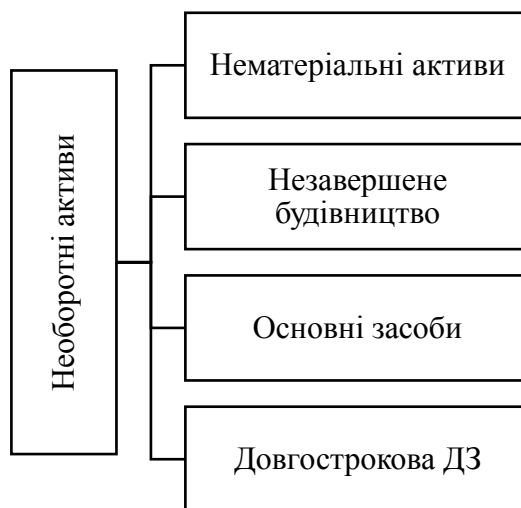 Необоротні активи
Нематеріальні активи
Незавершене
будівництво
Основні засоби
Довгострокова ДЗ